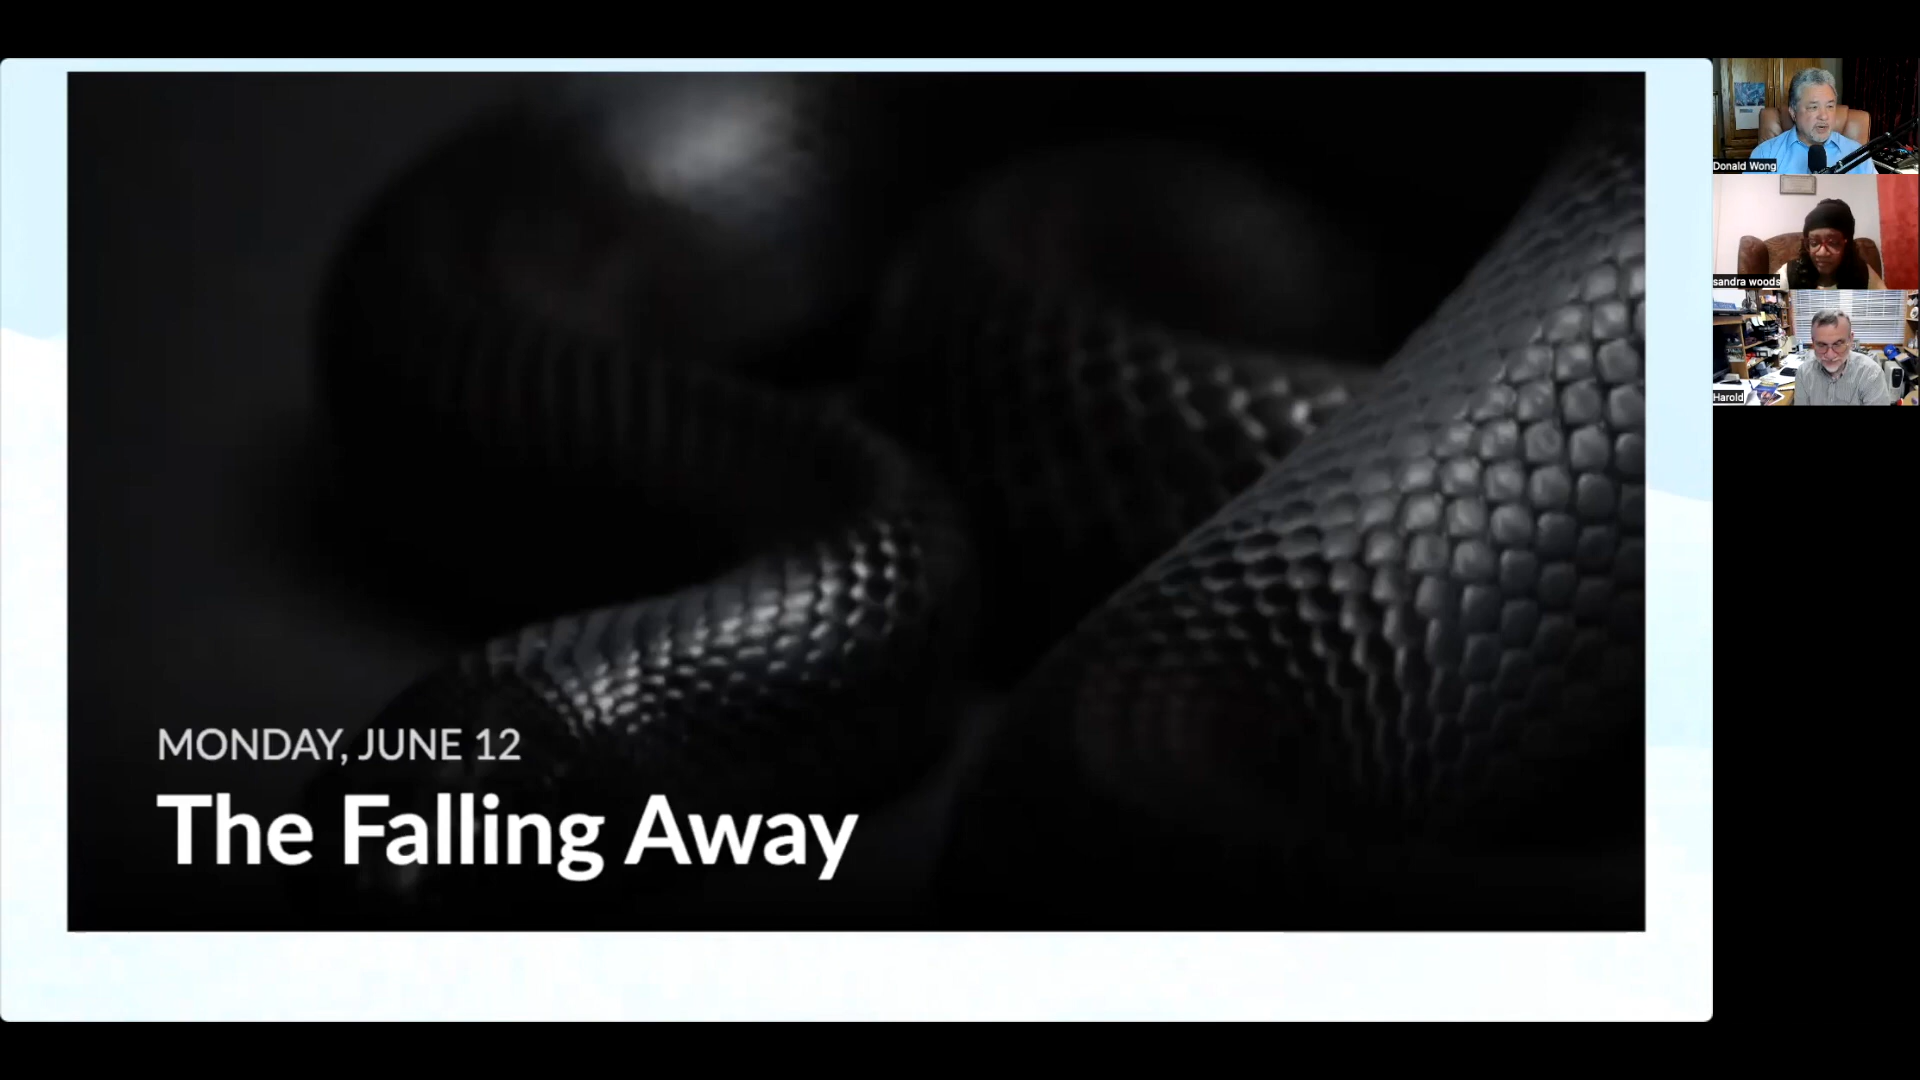 MONDAY, JUNE 12
The Falling Away
Donald Wong
sandra woods
Harold